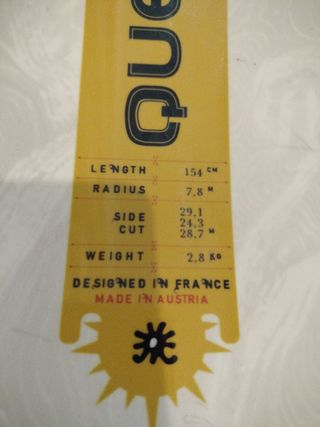 Que
LENGTH 154 CM
RADIUS 7.8 M
SIDE CUT 29.1
24.3
28.7 M
WEIGHT 2.8 KG
DESIGNED IN FRANCE
MADE IN AUSTRIA